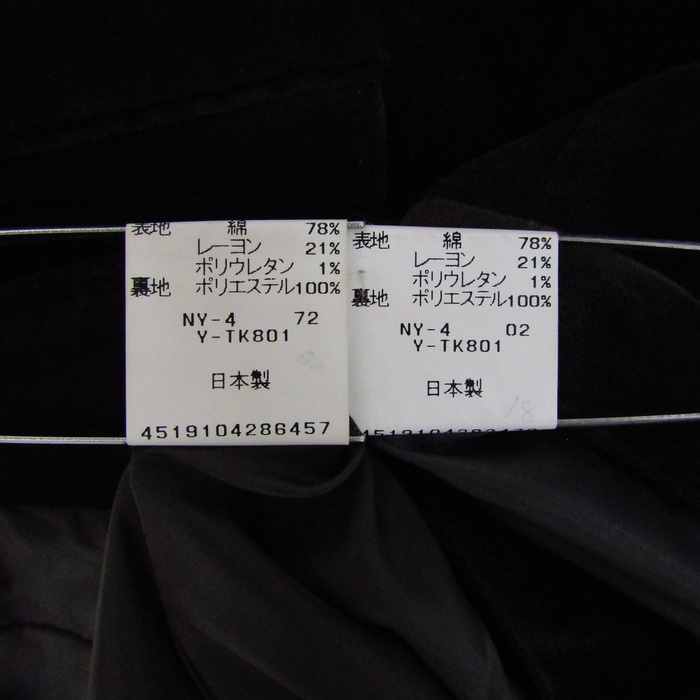 表地 綿 78%
レーヨン 21%
ポリウレタン 1%
裏地 ポリエステル100%
NY-4 72
Y-TK801
日本製
4519104286457
表地 綿 78%
レーヨン 21%
ポリウレタン 1%
裏地 ポリエステル100%
NY-4 02
Y-TK801
日本製